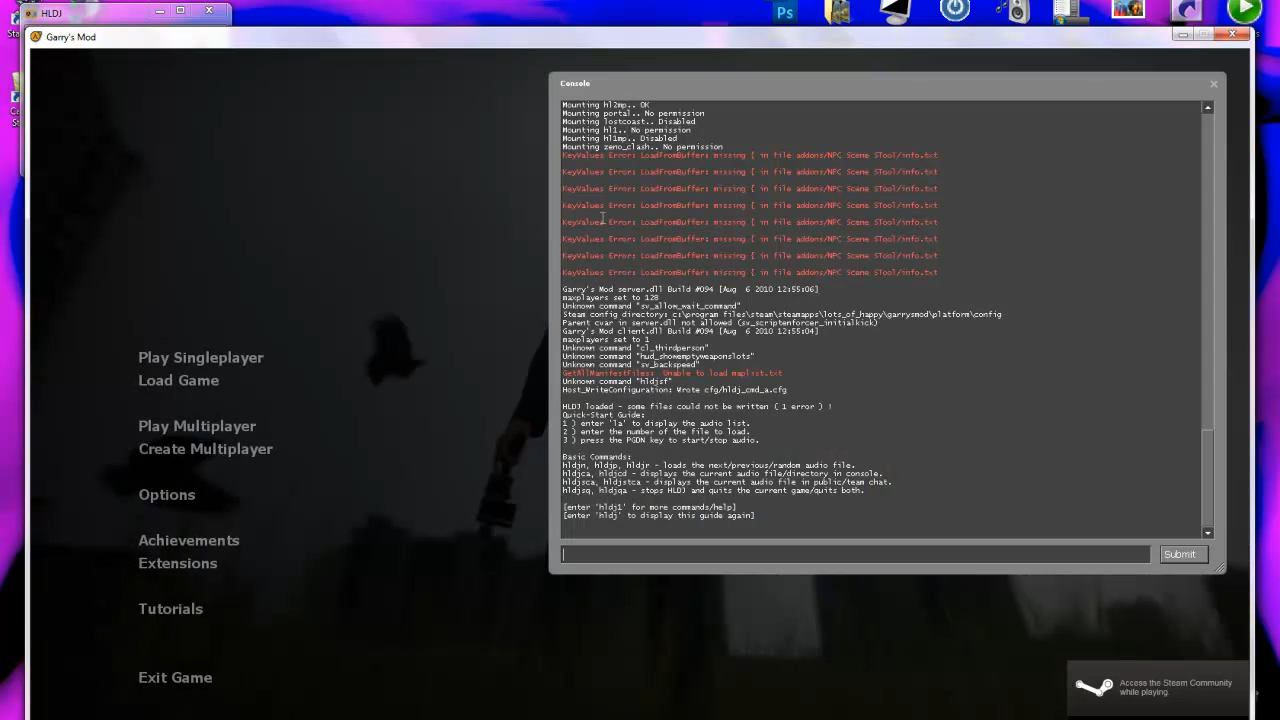 HLDJ
Ps
Garry's Mod
Console
Mounting hl2mp.. OK
Mounting portal.. No permission
Mounting lostcoast.. Disabled
Mounting hl1.. No permission
Mounting hl1mp.. Disabled
Mounting zeno_clash.. No permission
KeyValues Error: LoadFromBuffer: missing { in file addons/NPC Scene STool/info.txt
KeyValues Error: LoadFromBuffer: missing { in file addons/NPC Scene STool/info.txt
KeyValues Error: LoadFromBuffer: missing { in file addons/NPC Scene STool/info.txt
KeyValues Error: LoadFromBuffer: missing { in file addons/NPC Scene STool/info.txt
KeyValues Error: LoadFromBuffer: missing { in file addons/NPC Scene STool/info.txt
KeyValues Error: LoadFromBuffer: missing { in file addons/NPC Scene STool/info.txt
KeyValues Error: LoadFromBuffer: missing { in file addons/NPC Scene STool/info.txt
KeyValues Error: LoadFromBuffer: missing { in file addons/NPC Scene STool/info.txt
Garry's Mod server.dll Build #094 [Aug  6 2010 12:55:06]
maxplayers set to 128
Unknown command "sv_allow_wait_command"
Steam config directory: c:\program files\steam\steamapps\lots_of_happy\garrysmod\platform\config
Parent cvar in server.dll not allowed (sv_scriptenforcer_initialkick)
Garry's Mod client.dll Build #094 [Aug  6 2010 12:55:04]
maxplayers set to 1
Unknown command "cl_thirdperson"
Unknown command "hud_showemptyweaponslots"
Unknown command "sv_backspeed"
GetAllManifestFiles:  Unable to load maplist.txt
Unknown command "hldjsf"
Host_WriteConfiguration: Wrote cfg/hldj_cmd_a.cfg
HLDJ loaded - some files could not be written ( 1 error ) !
Quick-Start Guide:
1 ) enter 'la' to display the audio list.
2 ) enter the number of the file to load.
3 ) press the PGDN key to start/stop audio.
Basic Commands:
hldjn, hldjp, hldjr - loads the next/previous/random audio file.
hldjca, hldjcd - displays the current audio file/directory in console.
hldjsca, hldjstca - displays the current audio file in public/team chat.
hldjsq, hldjqa - stops HLDJ and quits the current game/quits both.
[enter 'hldj1' for more commands/help]
[enter 'hldj' to display this guide again]
Submit
Play Singleplayer
Load Game
Play Multiplayer
Create Multiplayer
Options
Achievements
Extensions
Tutorials
Exit Game
Access the Steam Community
while playing.